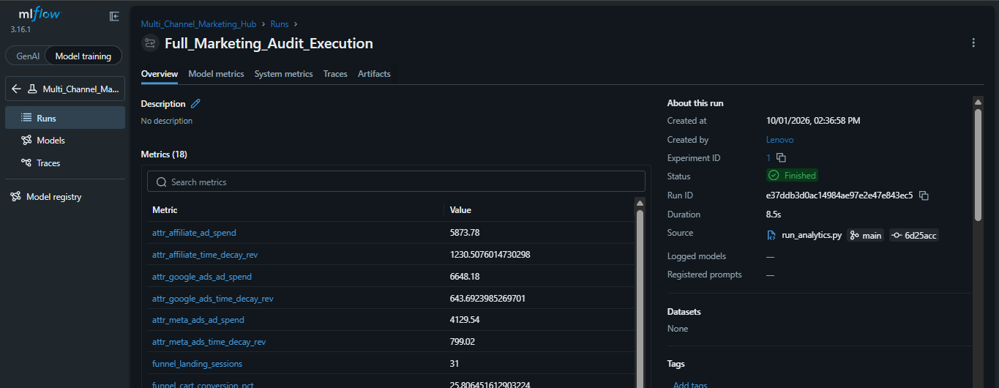 mlflow
3.16.1
GenAI Model training
Multi_Channel_Ma...
Runs
Models
Traces
Model registry
Multi_Channel_Marketing_Hub > Runs >
Full_Marketing_Audit_Execution
Overview Model metrics System metrics Traces Artifacts
Description
No description
Metrics (18)
Search metrics
Metric Value
attr_affiliate_ad_spend 5873.78
attr_affiliate_time_decay_rev 1230.5076014730298
attr_google_ads_ad_spend 6648.18
attr_google_ads_time_decay_rev 643.6923985269701
attr_meta_ads_ad_spend 4129.54
attr_meta_ads_time_decay_rev 799.02
funnel_landing_sessions 31
funnel_cart_conversion_pct 25.806451612903224
About this run
Created at 10/01/2026, 02:36:58 PM
Created by Lenovo
Experiment ID 1
Status Finished
Run ID e37ddb3d0ac14984ae97e2e47e843ec5
Duration 8.5s
Source run_analytics.py main 6d25acc
Logged models —
Registered prompts —
Datasets
None
Tags
Add tags